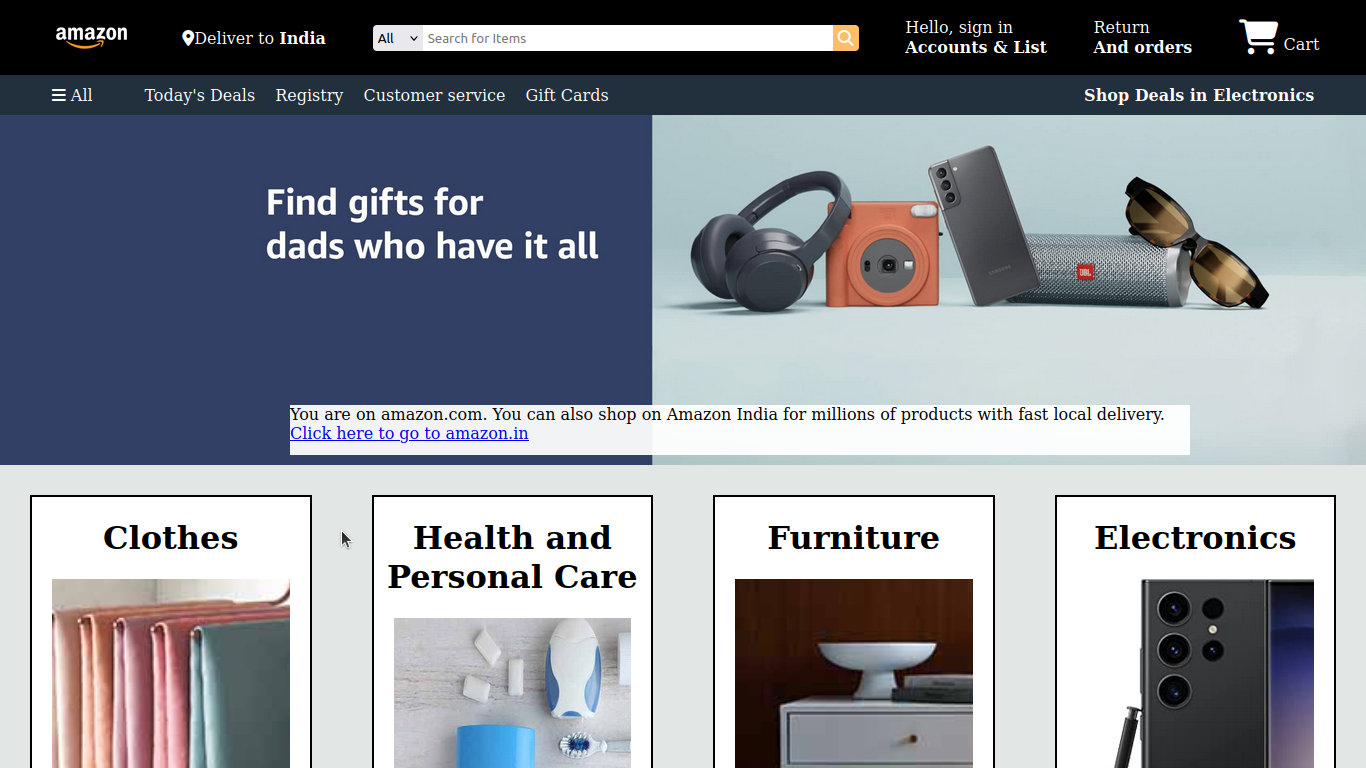 amazon
Deliver to India
All
Search for Items
Hello, sign in
Accounts & List
Return
And orders
Cart
All
Today's Deals
Registry
Customer service
Gift Cards
Shop Deals in Electronics
Find gifts for
dads who have it all
SAMSUNG
JBL
You are on amazon.com. You can also shop on Amazon India for millions of products with fast local delivery.
Click here to go to amazon.in
Clothes
Health and
Personal Care
Furniture
Electronics